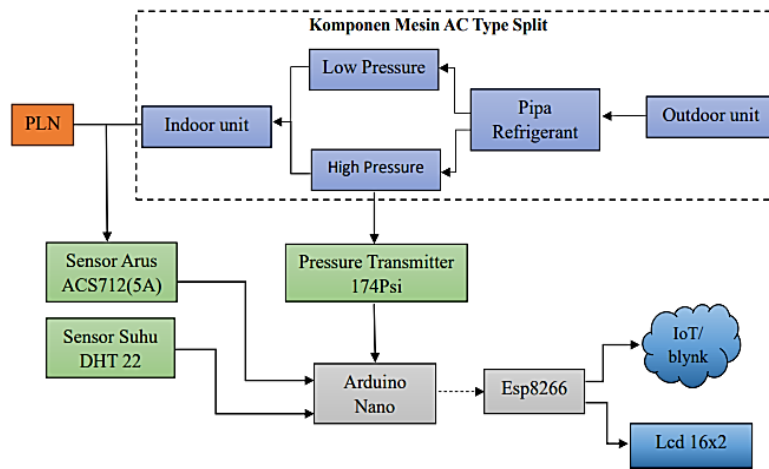 Komponen Mesin AC Type Split
Low Pressure
PLN
Indoor unit
Pipa
Refrigerant
Outdoor unit
High Pressure
Sensor Arus
ACS712(5A)
Pressure Transmitter
174Psi
Sensor Suhu
DHT 22
Arduino
Nano
Esp8266
IoT/
blynk
Lcd 16x2